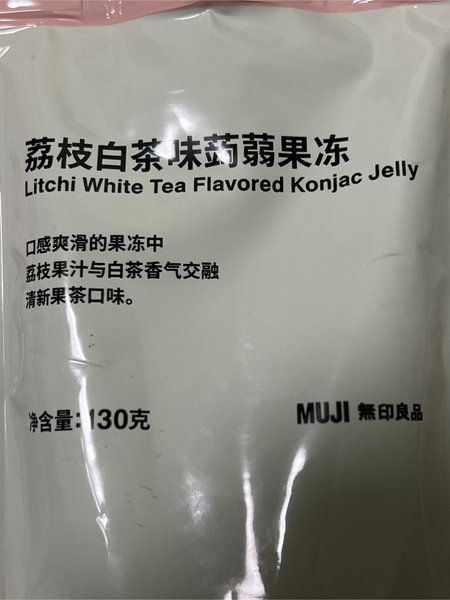 荔枝白茶味蒟蒻果冻
Litchi White Tea Flavored Konjac Jelly
口感爽滑的果冻中
荔枝果汁与白茶香气交融
清新果茶口味。
净含量:130克
MUJI 無印良品